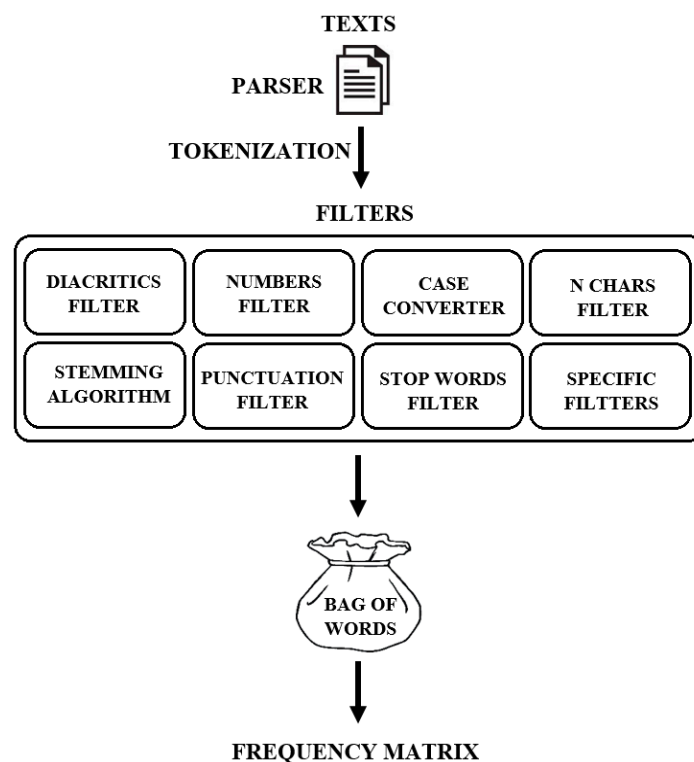 TEXTS
PARSER
TOKENIZATION
FILTERS
DIACRITICS
FILTER
NUMBERS
FILTER
CASE
CONVERTER
N CHARS
FILTER
STEMMING
ALGORITHM
PUNCTUATION
FILTER
STOP WORDS
FILTER
SPECIFIC
FILTTERS
BAG OF
WORDS
FREQUENCY MATRIX